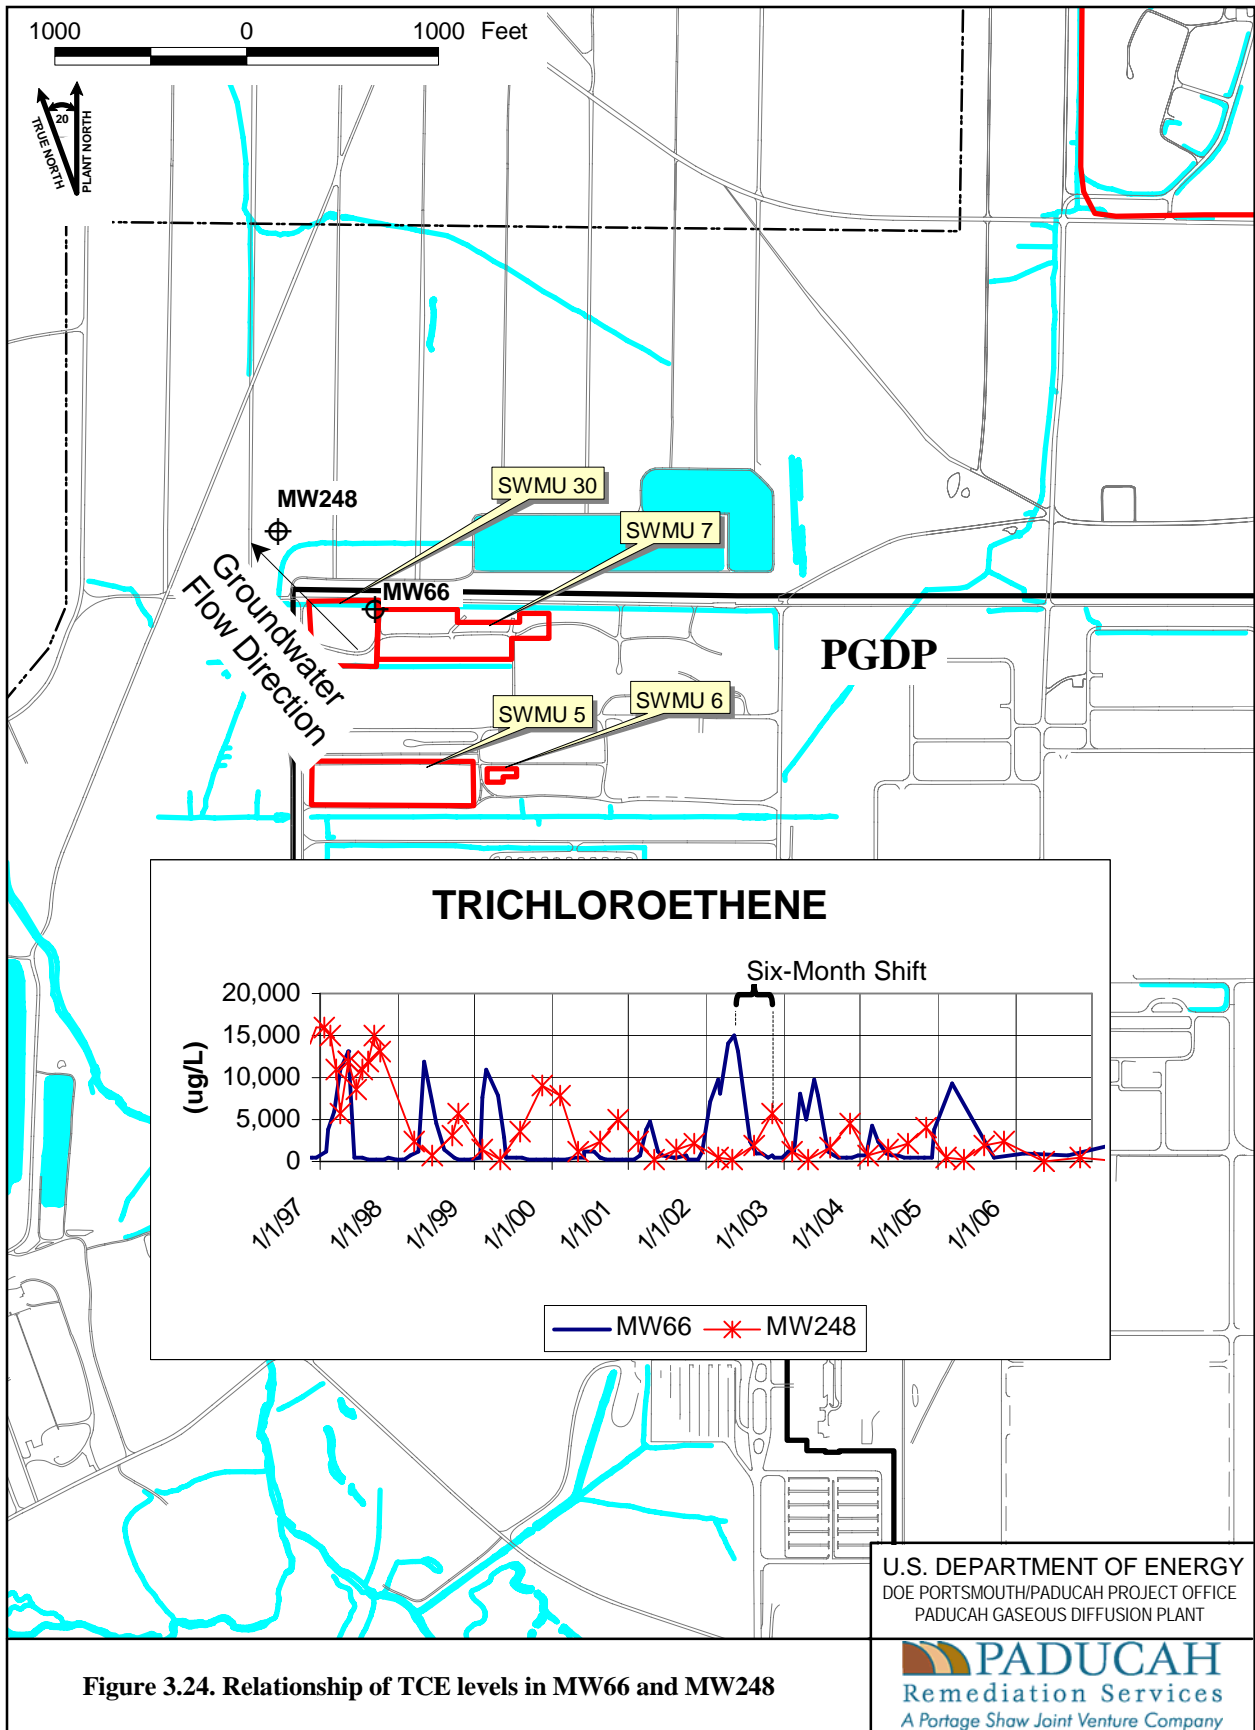 1000 0 1000 Feet
20
TRUE NORTH
PLANT NORTH
SWMU 30
MW248
SWMU 7
MW66
Groundwater
Flow Direction
PGDP
SWMU 5
SWMU 6
TRICHLOROETHENE
Six-Month Shift
(ug/L)
20,000
15,000
10,000
5,000
0
1/1/97 1/1/98 1/1/99 1/1/00 1/1/01 1/1/02 1/1/03 1/1/04 1/1/05 1/1/06
MW66 MW248
U.S. DEPARTMENT OF ENERGY
DOE PORTSMOUTH/PADUCAH PROJECT OFFICE
PADUCAH GASEOUS DIFFUSION PLANT
Figure 3.24. Relationship of TCE levels in MW66 and MW248
PADUCAH
Remediation Services
A Portage Shaw Joint Venture Company